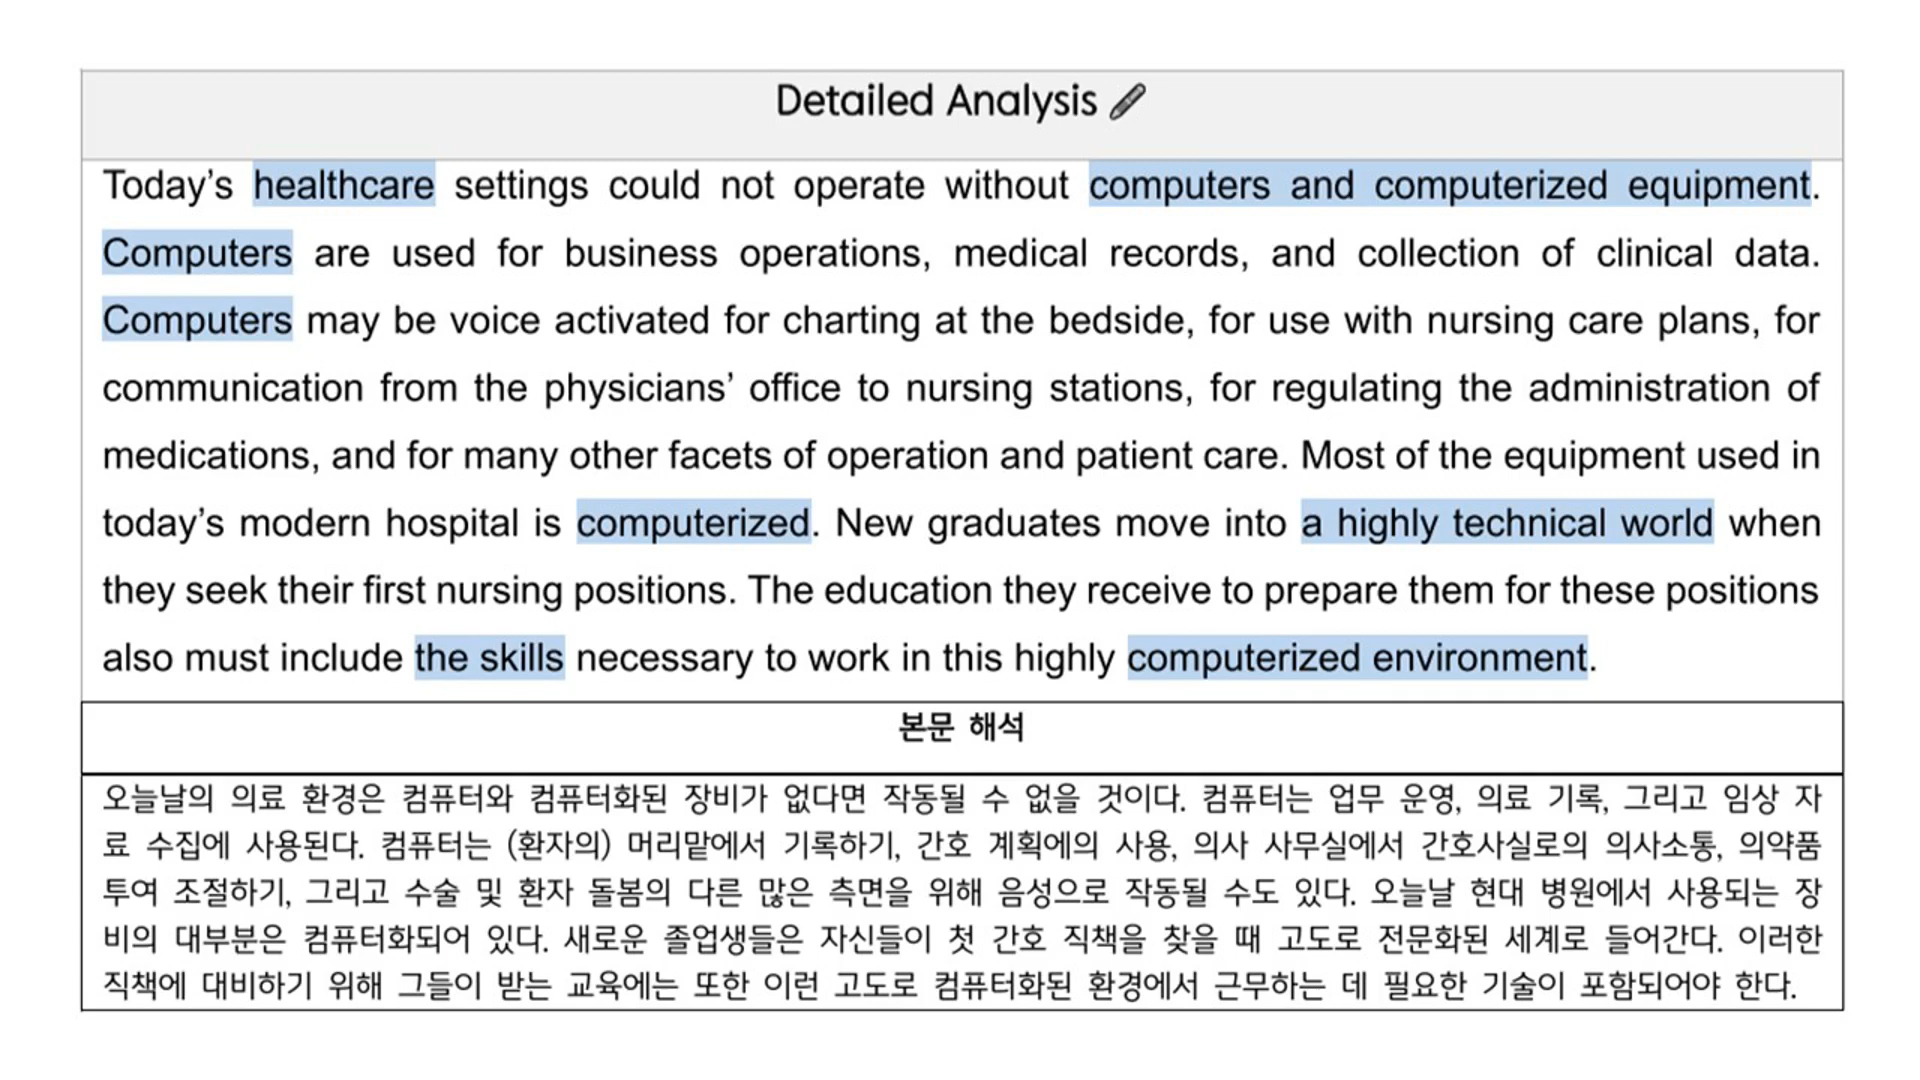 Detailed Analysis
Today’s healthcare settings could not operate without computers and computerized equipment.
Computers are used for business operations, medical records, and collection of clinical data.
Computers may be voice activated for charting at the bedside, for use with nursing care plans, for
communication from the physicians’ office to nursing stations, for regulating the administration of
medications, and for many other facets of operation and patient care. Most of the equipment used in
today’s modern hospital is computerized. New graduates move into a highly technical world when
they seek their first nursing positions. The education they receive to prepare them for these positions
also must include the skills necessary to work in this highly computerized environment.
본문 해석
오늘날의 의료 환경은 컴퓨터와 컴퓨터화된 장비가 없다면 작동될 수 없을 것이다. 컴퓨터는 업무 운영, 의료 기록, 그리고 임상 자
료 수집에 사용된다. 컴퓨터는 (환자의) 머리맡에서 기록하기, 간호 계획에의 사용, 의사 사무실에서 간호사실로의 의사소통, 의약품
투여 조절하기, 그리고 수술 및 환자 돌봄의 다른 많은 측면을 위해 음성으로 작동될 수도 있다. 오늘날 현대 병원에서 사용되는 장
비의 대부분은 컴퓨터화되어 있다. 새로운 졸업생들은 자신들이 첫 간호 직책을 찾을 때 고도로 전문화된 세계로 들어간다. 이러한
직책에 대비하기 위해 그들이 받는 교육에는 또한 이런 고도로 컴퓨터화된 환경에서 근무하는 데 필요한 기술이 포함되어야 한다.